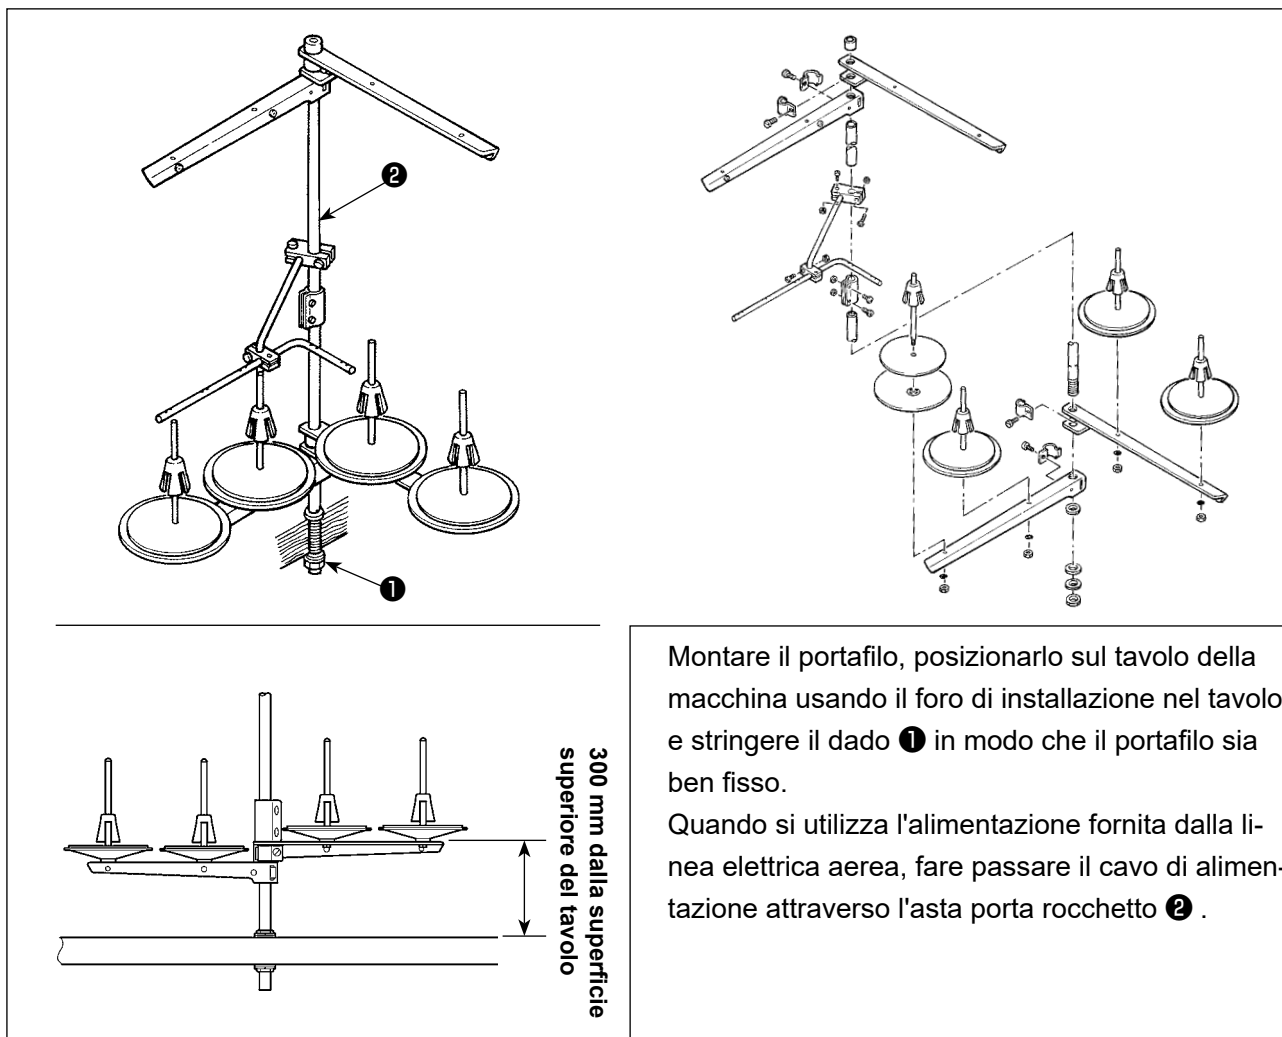 ❷
❶
300 mm dalla superficie
superiore del tavolo
Montare il portafilo, posizionarlo sul tavolo della
macchina usando il foro di installazione nel tavolo
e stringere il dado ❶ in modo che il portafilo sia
ben fisso.
Quando si utilizza l'alimentazione fornita dalla li-
nea elettrica aerea, fare passare il cavo di alimen-
tazione attraverso l'asta porta rocchetto ❷ .